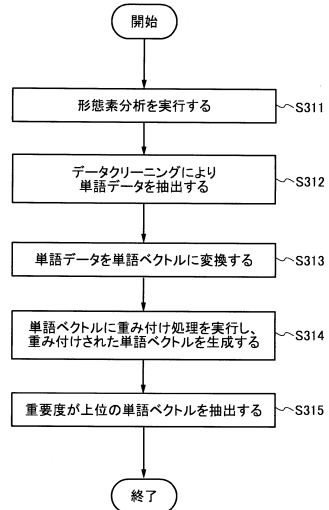 開始
形態素分析を実行する
S311
データクリーニングにより
単語データを抽出する
S312
単語データを単語ベクトルに変換する
S313
単語ベクトルに重み付け処理を実行し、
重み付けされた単語ベクトルを生成する
S314
重要度が上位の単語ベクトルを抽出する
S315
終了